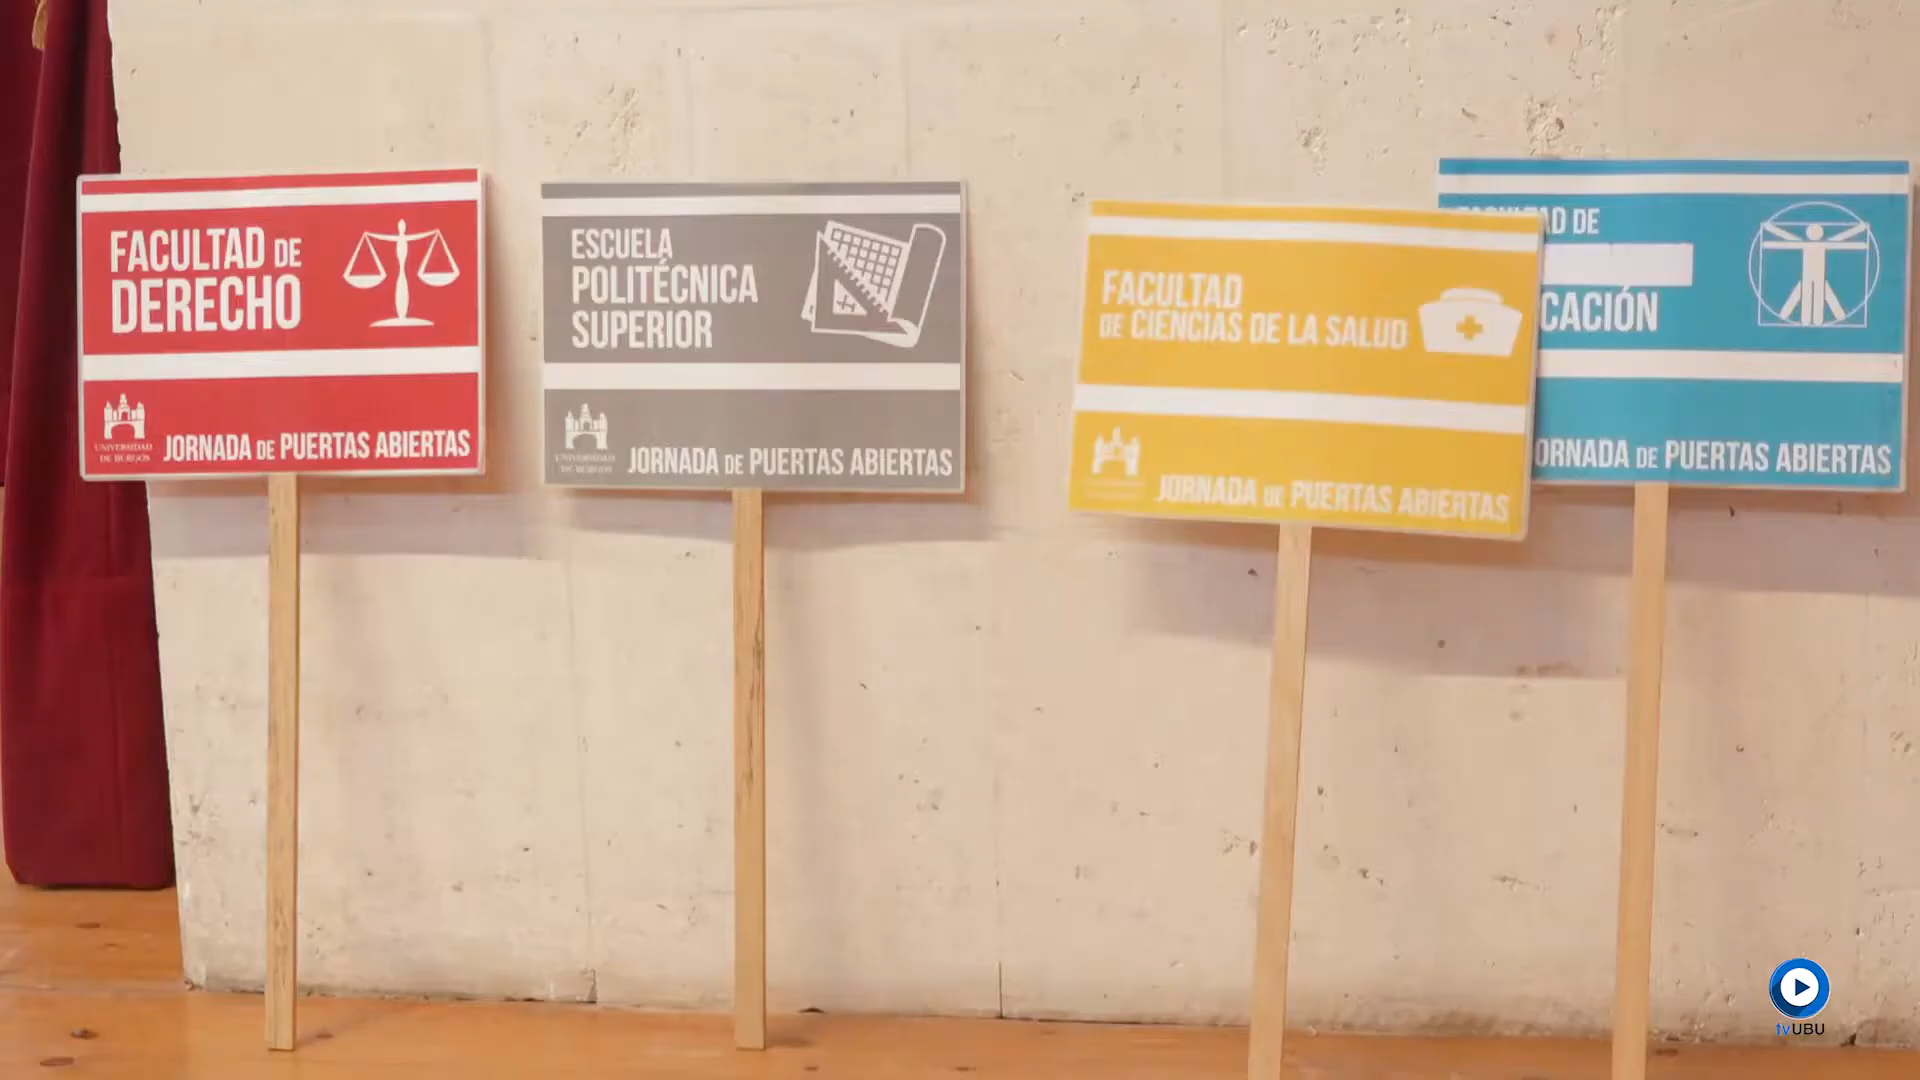 FACULTAD DE
DERECHO
UNIVERSIDAD
DE BURGOS
JORNADA DE PUERTAS ABIERTAS
ESCUELA
POLITÉCNICA
SUPERIOR
UNIVERSIDAD
DE BURGOS
JORNADA DE PUERTAS ABIERTAS
FACULTAD
DE CIENCIAS DE LA SALUD
JORNADA DE PUERTAS ABIERTAS
FACULTAD DE
CACIÓN
ORNADA DE PUERTAS ABIERTAS
tvUBU